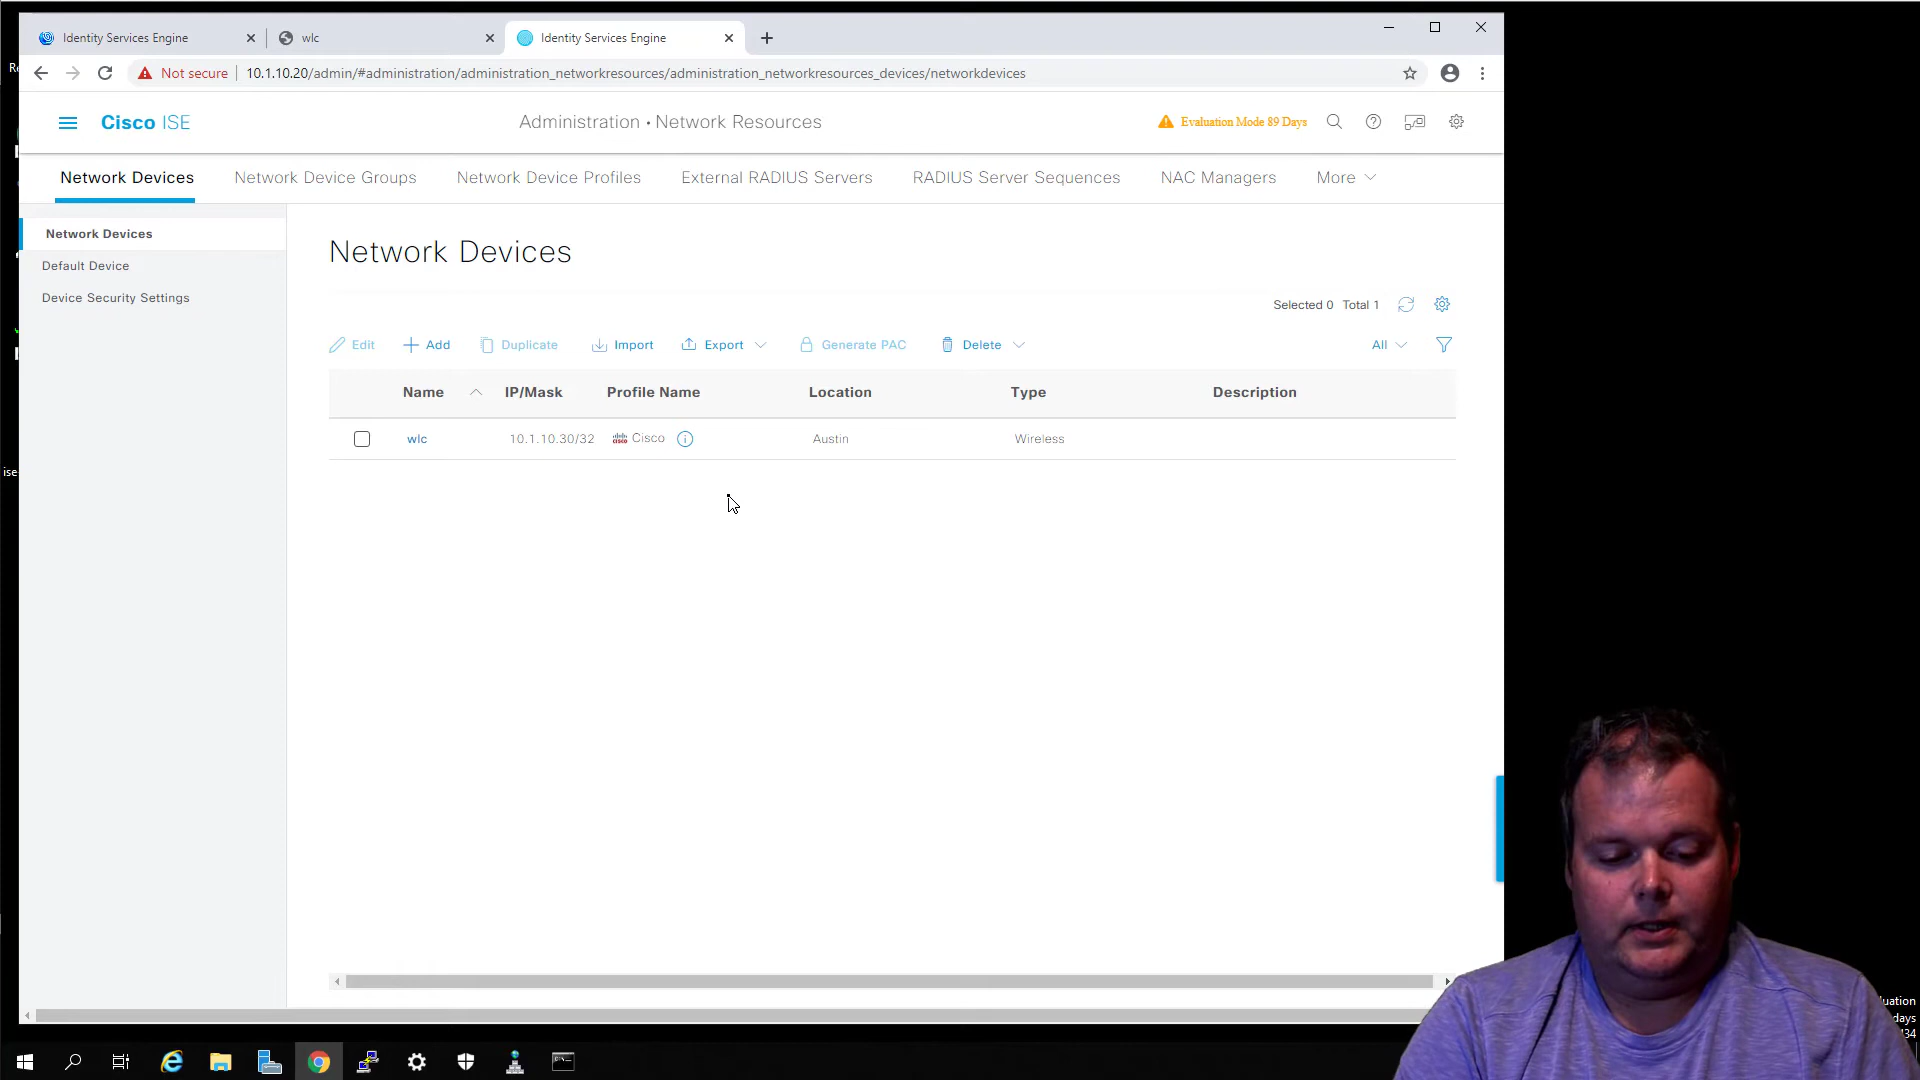 Identity Services Engine
wlc
Identity Services Engine
Not secure
10.1.10.20/admin/#administration/administration_networkresources/administration_networkresources_devices/networkdevices
Cisco ISE
Administration • Network Resources
Evaluation Mode 89 Days
Network Devices
Network Device Groups
Network Device Profiles
External RADIUS Servers
RADIUS Server Sequences
NAC Managers
More
Network Devices
Default Device
Device Security Settings
Network Devices
Selected 0 Total 1
Edit
Add
Duplicate
Import
Export
Generate PAC
Delete
All
Name IP/Mask Profile Name Location Type Description
wlc 10.1.10.30/32 Cisco Austin Wireless
ise